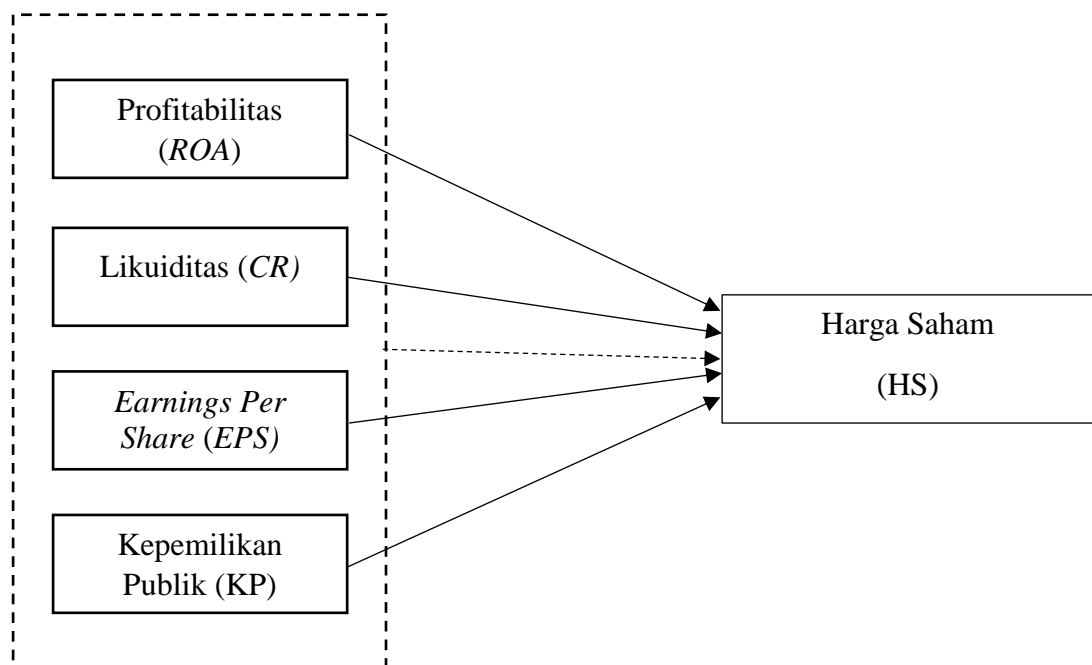 Profitabilitas
(ROA)
Likuiditas (CR)
Earnings Per
Share (EPS)
Kepemilikan
Publik (KP)
Harga Saham
(HS)